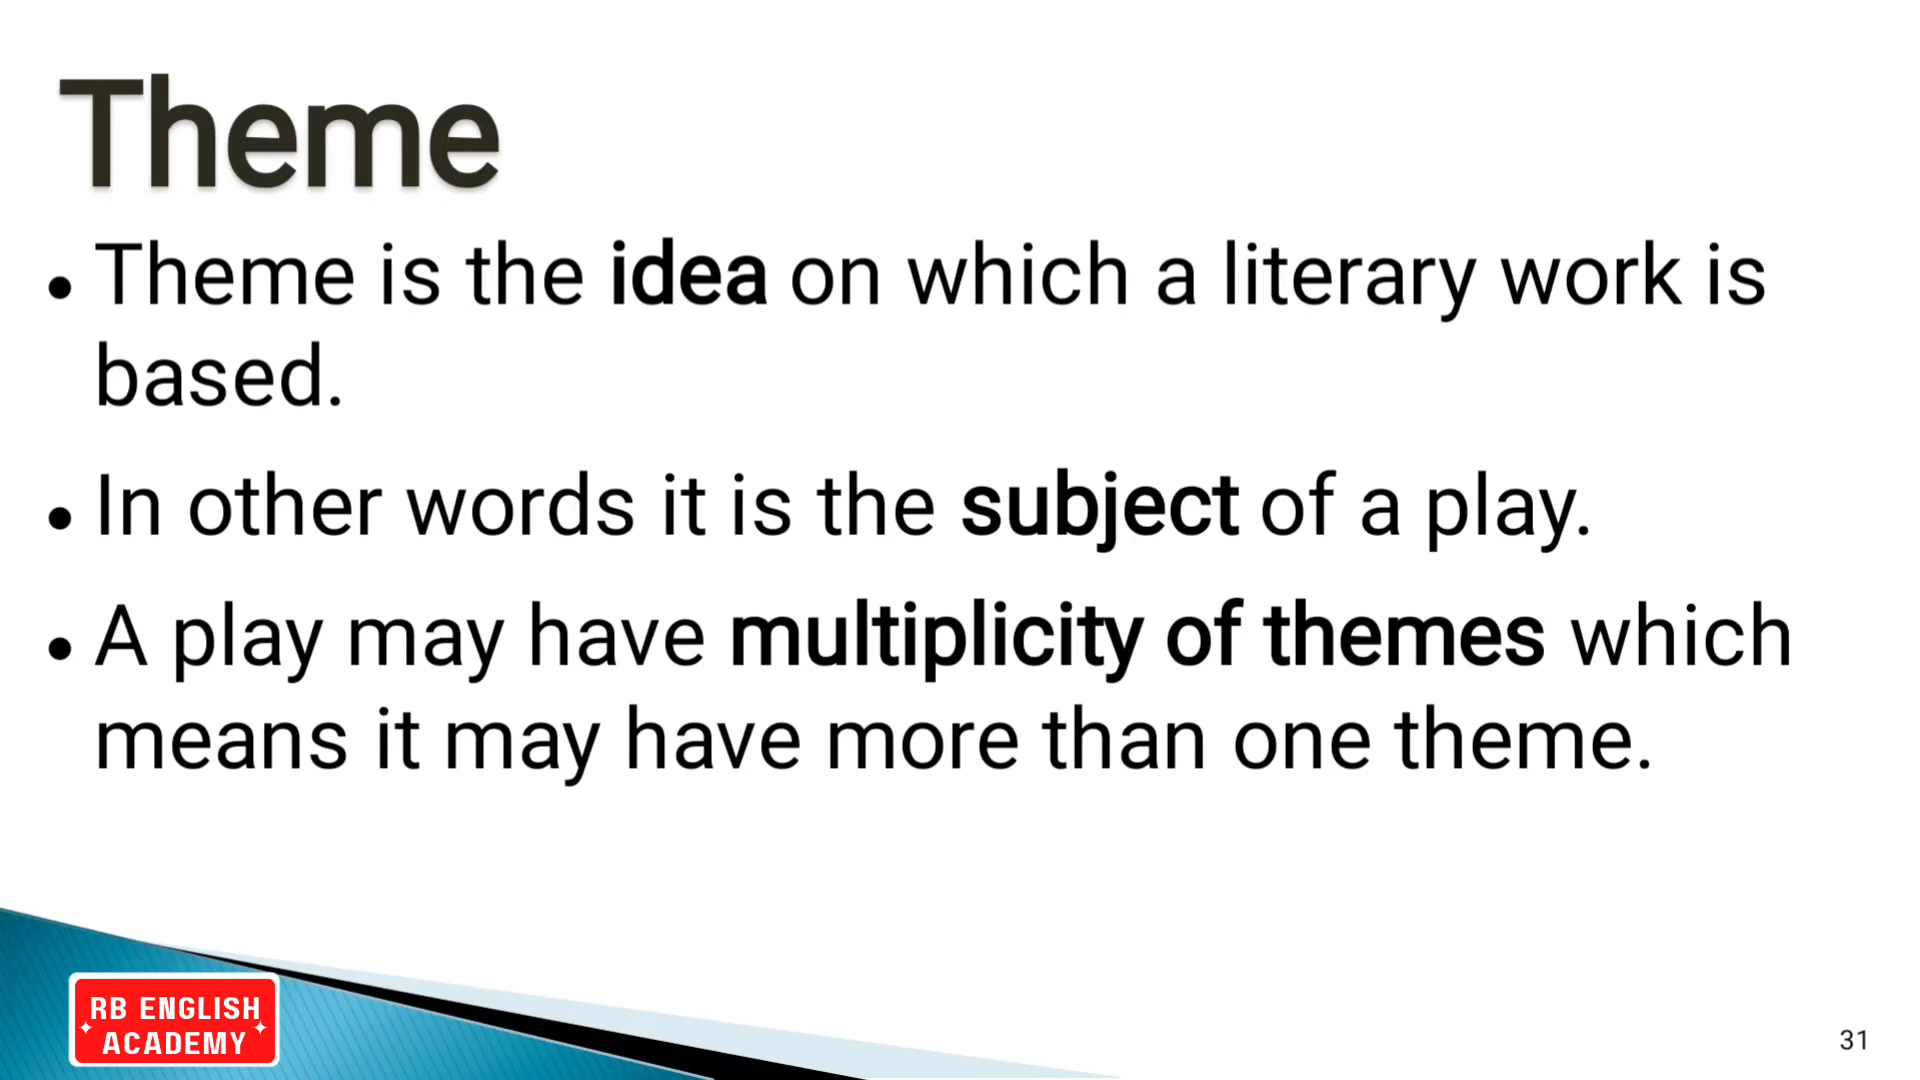 Theme
• Theme is the idea on which a literary work is
based.
• In other words it is the subject of a play.
• A play may have multiplicity of themes which
means it may have more than one theme.
RB ENGLISH
ACADEMY
31